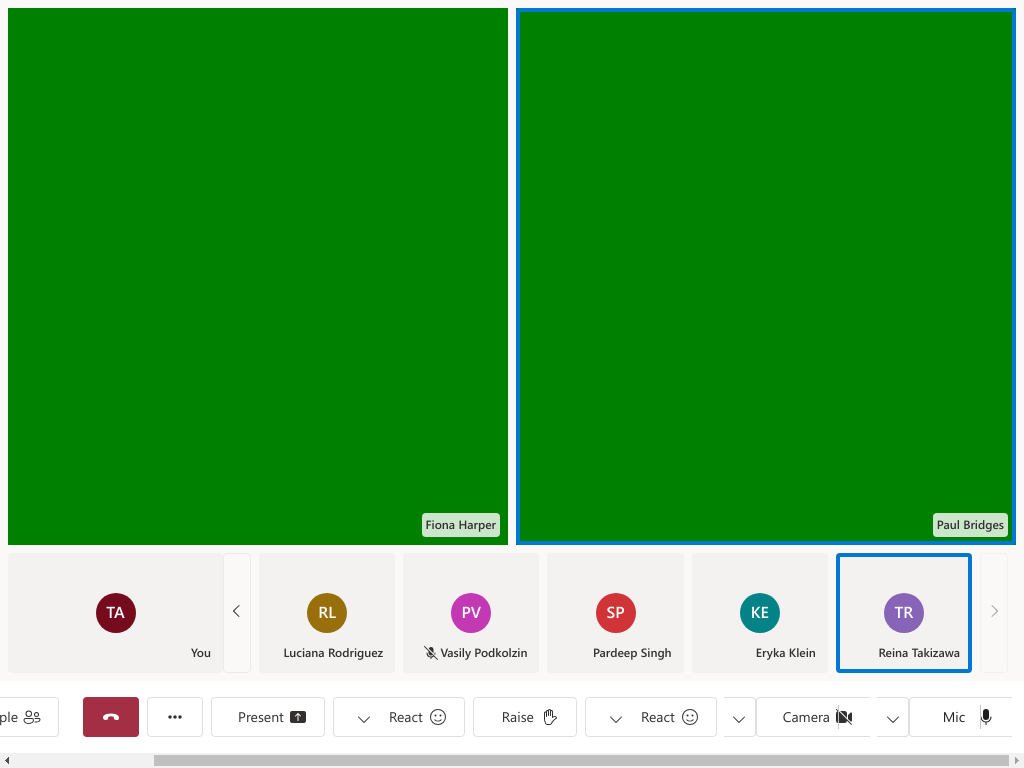 Fiona Harper
Paul Bridges
TA
You
RL
Luciana Rodriguez
PV
Vasily Podkolzin
SP
Pardeep Singh
KE
Eryka Klein
TR
Reina Takizawa
ple
Present
React
Raise
React
Camera
Mic